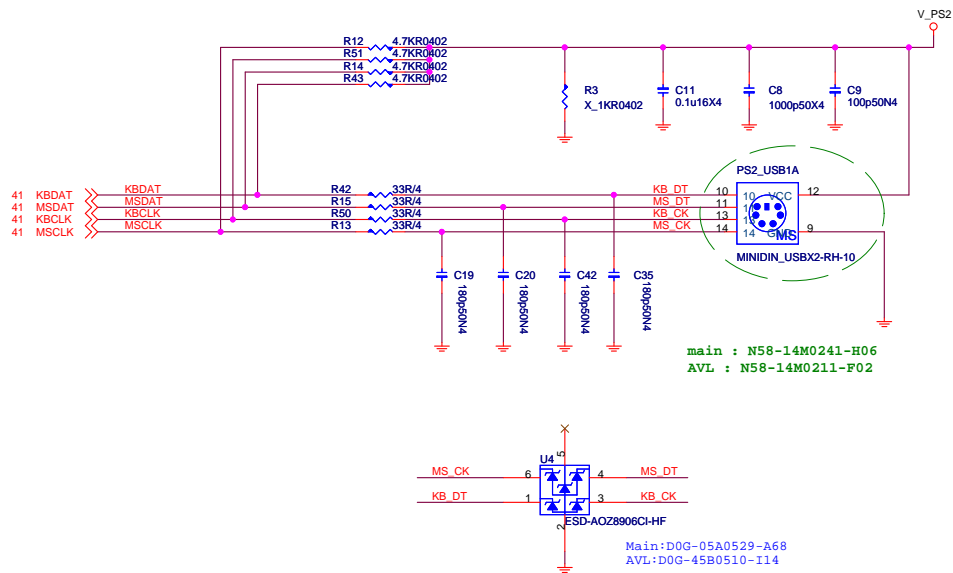 V_PS2
R12 4.7KR0402
R51 4.7KR0402
R14 4.7KR0402
R43 4.7KR0402
R3
X_1KR0402
C11
0.1u16X4
C8
1000p50X4
C9
100p50N4
PS2_USB1A
41 KBDAT KBDAT R42 33R/4 KB_DT 10 10 VCC 12
41 MSDAT MSDAT R15 33R/4 MS_DT 11
41 KBCLK KBCLK R50 33R/4 KB_CK 13
41 MSCLK MSCLK R13 33R/4 MS_CK 14 14 GND MS 9
MINIDIN_USBX2-RH-10
C19
180p50N4
C20
180p50N4
C42
180p50N4
C35
180p50N4
main : N58-14M0241-H06
AVL : N58-14M0211-F02
U4
5
MS_CK 6 4 MS_DT
KB_DT 1 3 KB_CK
2
ESD-AOZ8906CI-HF
Main:D0G-05A0529-A68
AVL:D0G-45B0510-I14